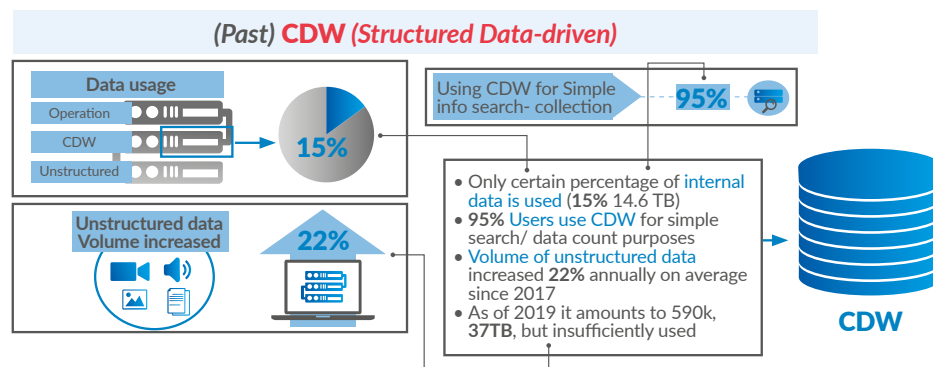 (Past) CDW (Structured Data-driven)
Data usage
Operation
CDW
Unstructured
15%
Using CDW for Simple
info search- collection
95%
Unstructured data
Volume increased
22%
• Only certain percentage of internal
data is used (15% 14.6 TB)
• 95% Users use CDW for simple
search/ data count purposes
• Volume of unstructured data
increased 22% annually on average
since 2017
• As of 2019 it amounts to 590k,
37TB, but insufficiently used
CDW